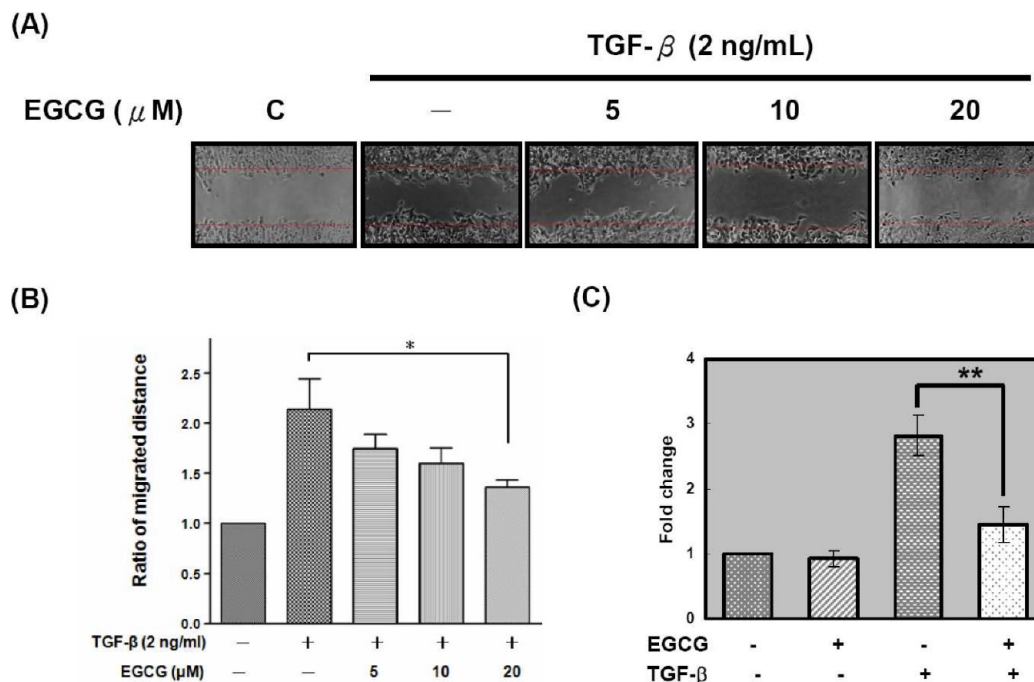 (A)
TGF-β (2 ng/mL)
EGCG (μM) C — 5 10 20
(B)
Ratio of migrated distance
2.5
2.0
1.5
1.0
0.5
0.0
*
TGF-β (2 ng/ml) — + + + +
EGCG (μM) — — 5 10 20
(C)
Fold change
4
3
2
1
0
**
EGCG - + - +
TGF-β - - + +